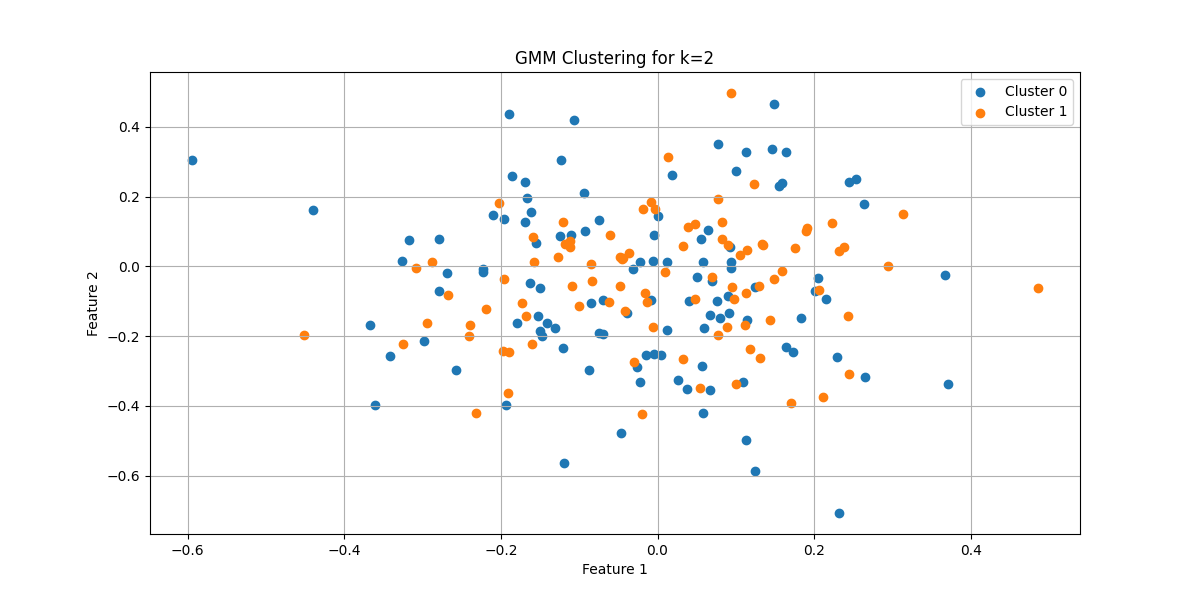 GMM Clustering for k=2
Cluster 0
Cluster 1
Feature 2
0.4
0.2
0.0
−0.2
−0.4
−0.6
−0.6 −0.4 −0.2 0.0 0.2 0.4
Feature 1